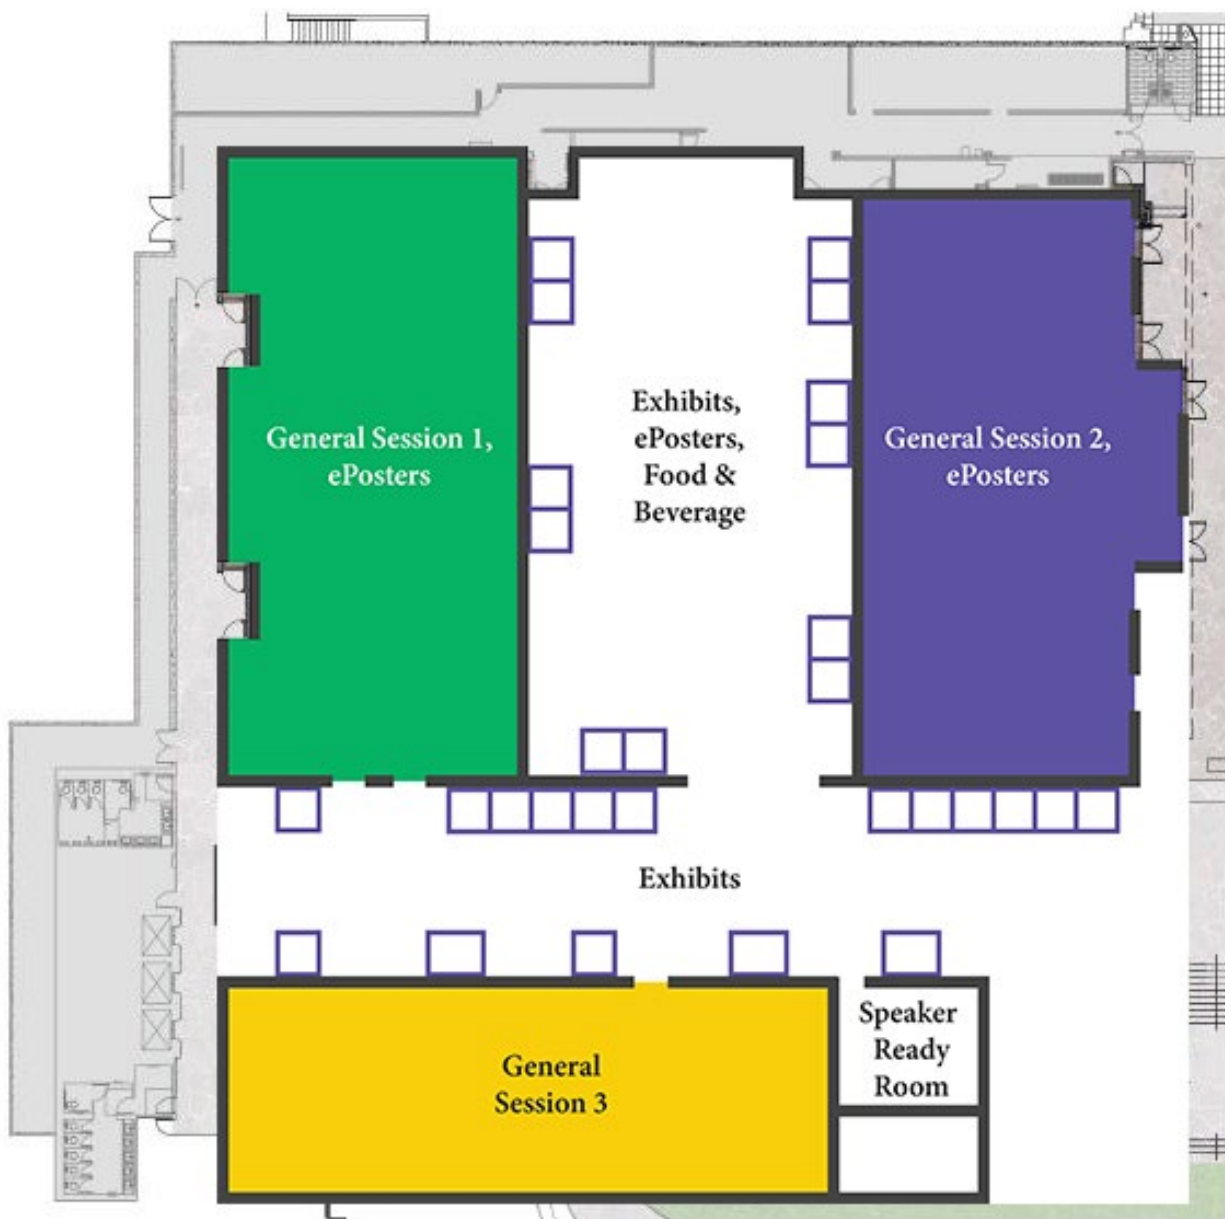 General Session 1,
ePosters
Exhibits,
ePosters,
Food &
Beverage
General Session 2,
ePosters
Exhibits
General
Session 3
Speaker
Ready
Room